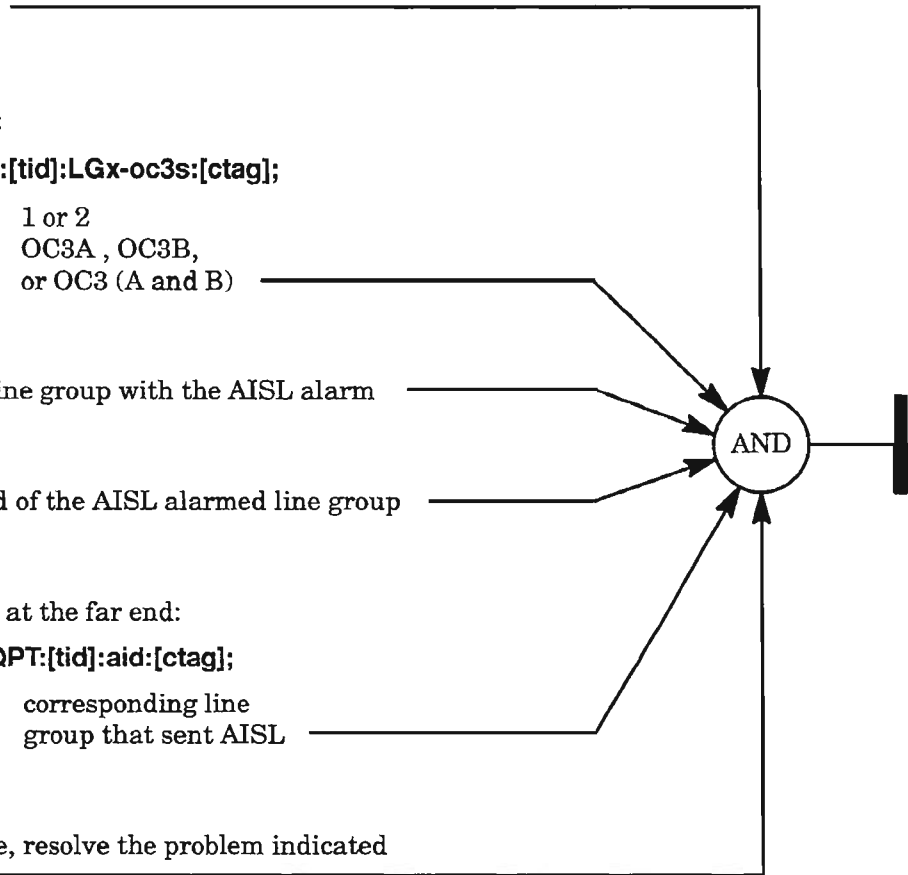 :
:[tid]:LGx-oc3s:[ctag];
1 or 2
OC3A , OC3B,
or OC3 (A and B)
ine group with the AISL alarm
AND
d of the AISL alarmed line group
at the far end:
QPT:[tid]:aid:[ctag];
corresponding line
group that sent AISL
e, resolve the problem indicated